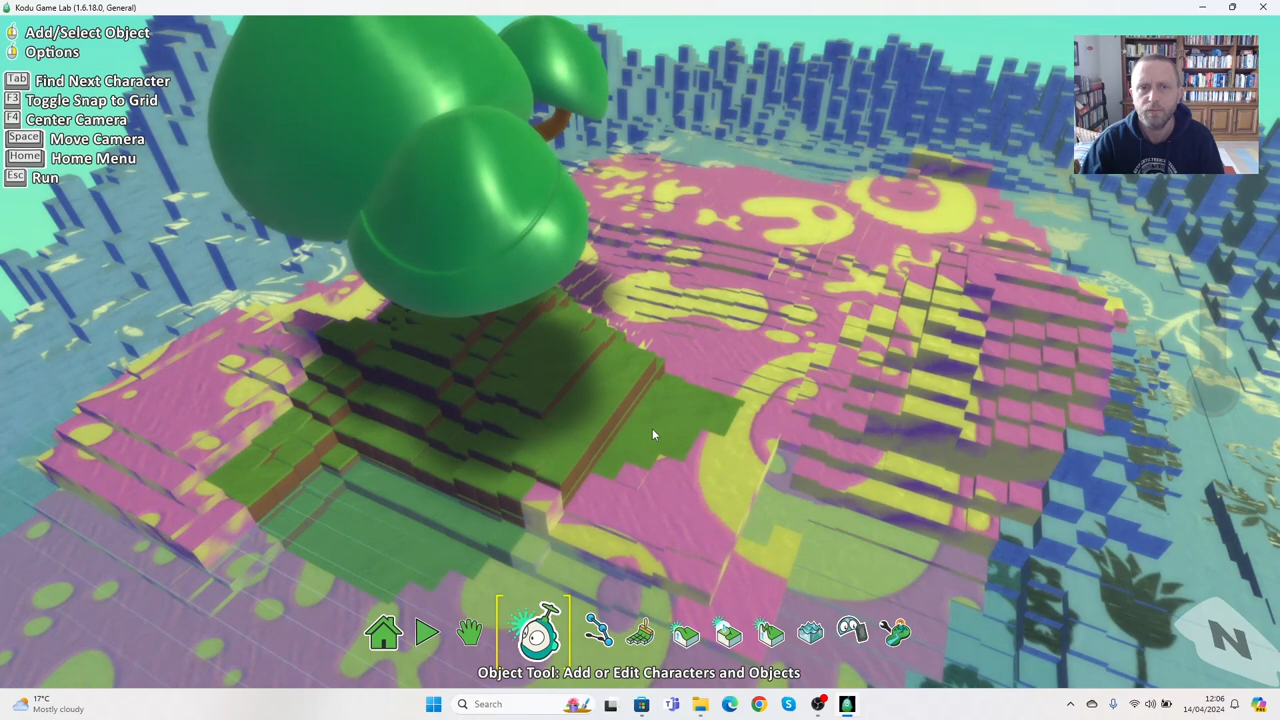 Kodu Game Lab (1.6.18.0, General)
Add/Select Object
Options
Tab Find Next Character
F3 Toggle Snap to Grid
F4 Center Camera
Space Move Camera
Home Home Menu
Esc Run
N
Object Tool: Add or Edit Characters and Objects
17°C
Mostly cloudy
Search
12:06
14/04/2024